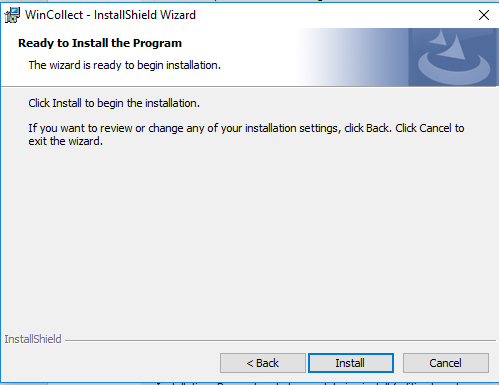 WinCollect - InstallShield Wizard
Ready to Install the Program
The wizard is ready to begin installation.
Click Install to begin the installation.
If you want to review or change any of your installation settings, click Back. Click Cancel to
exit the wizard.
InstallShield
< Back Install Cancel